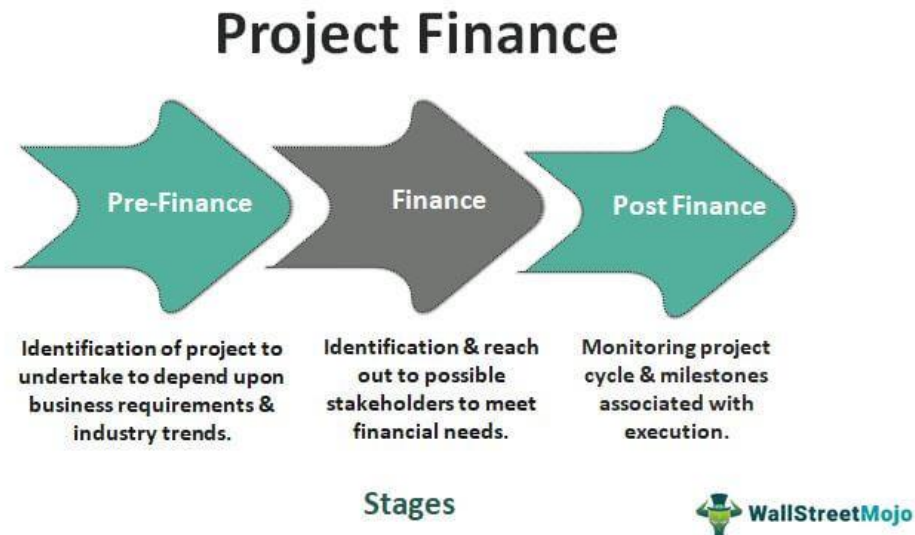 Project Finance
Pre-Finance
Finance
Post Finance
Identification of project to
undertake to depend upon
business requirements &
industry trends.
Identification & reach
out to possible
stakeholders to meet
financial needs.
Monitoring project
cycle & milestones
associated with
execution.
Stages
WallStreetMojo